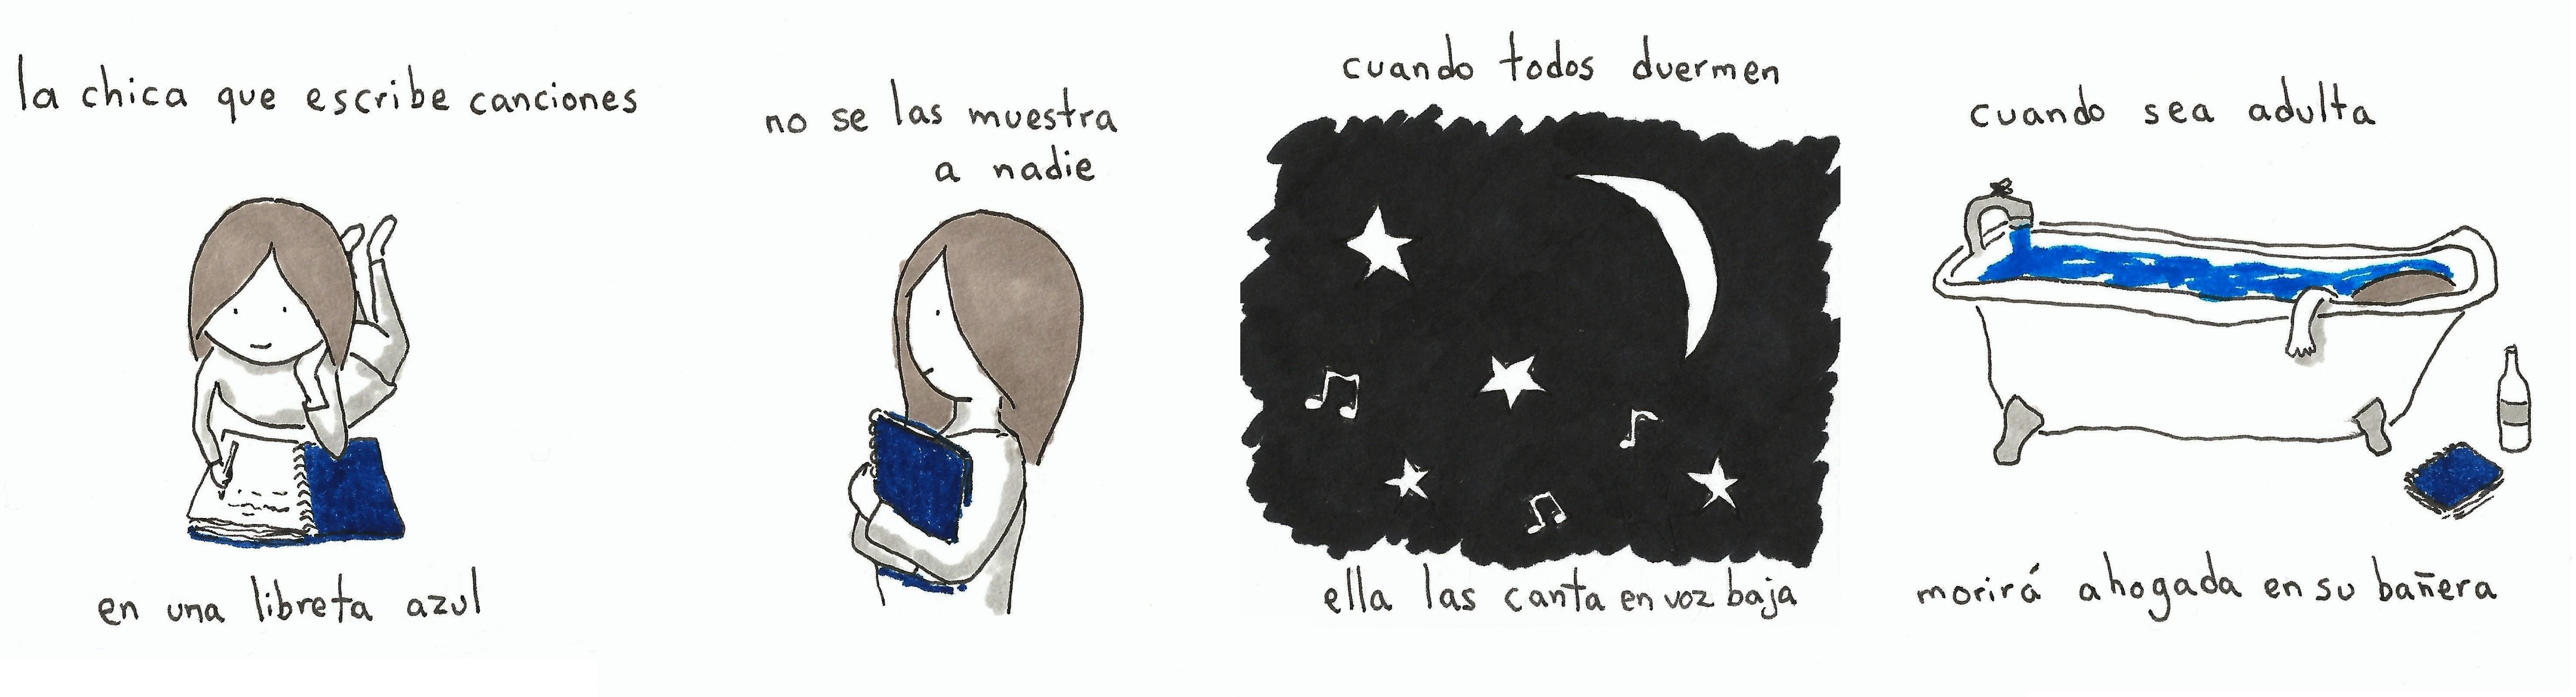 la chica que escribe canciones
en una libreta azul
no se las muestra
a nadie
cuando todos duermen
ella las canta en voz baja
cuando sea adulta
morirá ahogada en su bañera